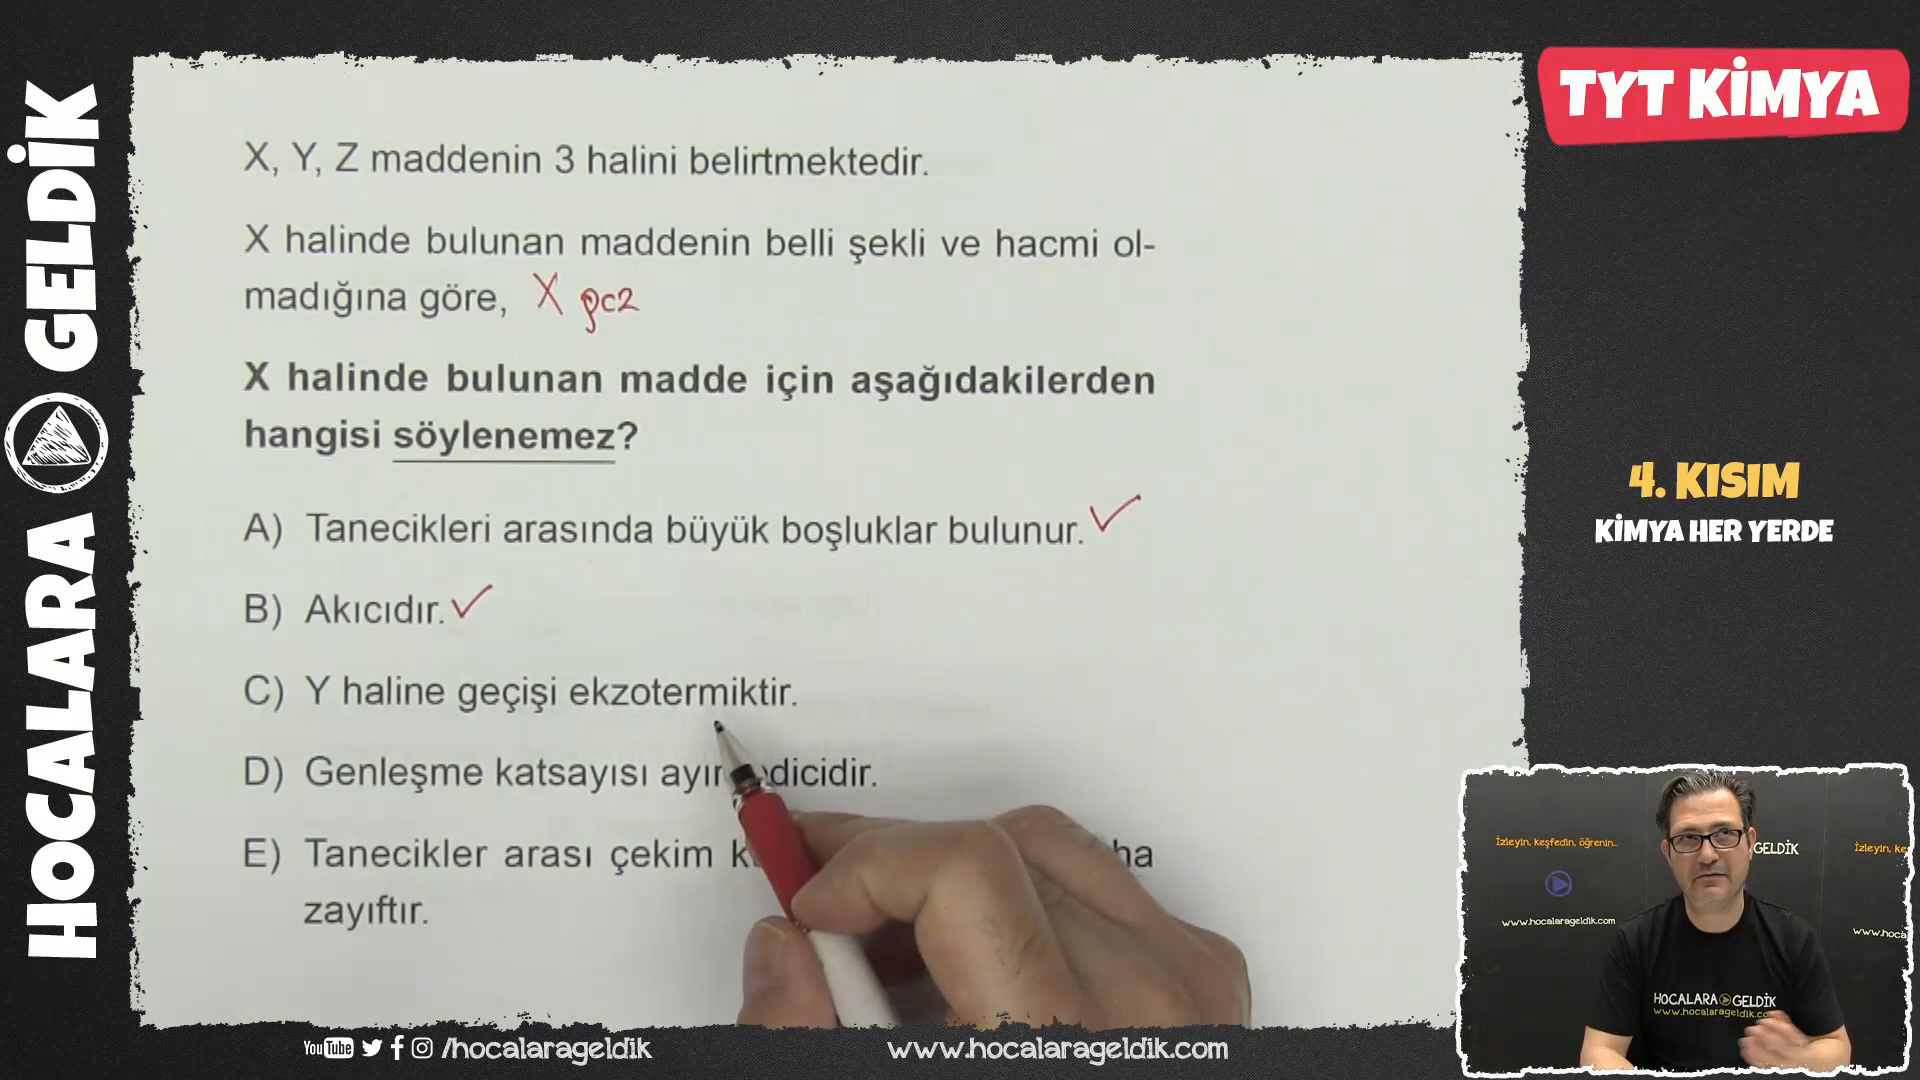 HOCALARA GELDİK
TYT KİMYA
X, Y, Z maddenin 3 halini belirtmektedir.
X halinde bulunan maddenin belli şekli ve hacmi ol-
madığına göre, X gaz
X halinde bulunan madde için aşağıdakilerden
hangisi söylenemez?
A) Tanecikleri arasında büyük boşluklar bulunur.
B) Akıcıdır.
C) Y haline geçişi ekzotermiktir.
D) Genleşme katsayısı dicidir.
E) Tanecikler arası çekim
zayıftır.
4. KISIM
KİMYA HER YERDE
İzleyin, keşfedin, öğrenin...
GELDİK
www.hocalarageldik.com
HOCALARA GELDİK
YouTube /hocalarageldik
www.hocalarageldik.com